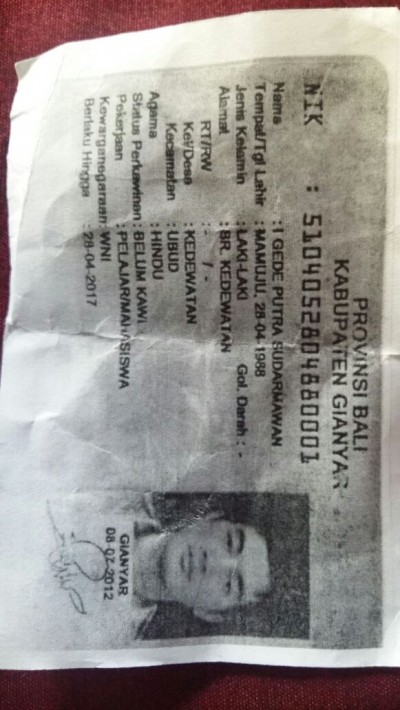 PROVINSI BALI
KABUPATEN GIANYAR
NIK : 5104052804880001
Nama : I GEDE PUTRA SUDARMAWAN
Tempat/Tgl Lahir : MAMUJU, 28-04-1988
Jenis Kelamin : LAKI-LAKI Gol. Darah : -
Alamat : BR. KEDEWATAN
RT/RW : - / -
Kel/Desa : KEDEWATAN
Kecamatan : UBUD
Agama : HINDU
Status Perkawinan : BELUM KAWIN
Pekerjaan : PELAJAR/MAHASISWA
Kewarganegaraan : WNI
Berlaku Hingga : 28-04-2017
GIANYAR
08-07-2012